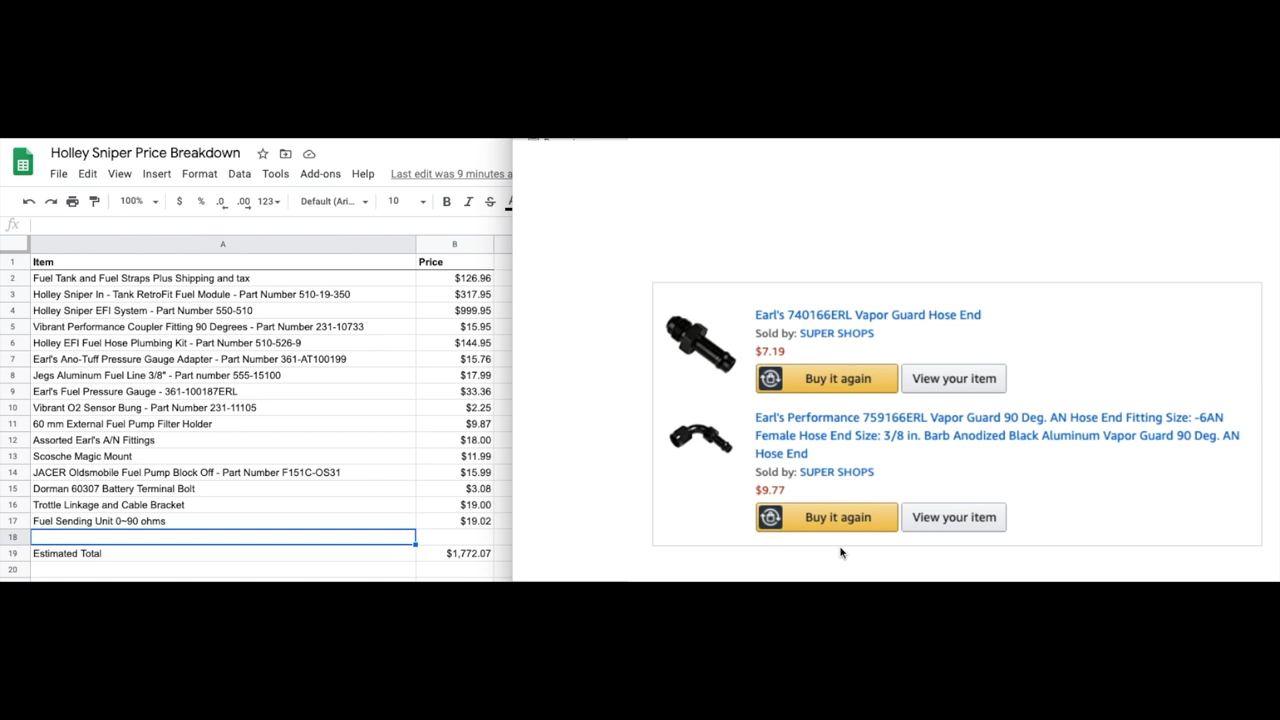 Holley Sniper Price Breakdown
File Edit View Insert Format Data Tools Add-ons Help Last edit was 9 minutes a
100% $ % .0 .00 123 Default (Ari... 10 B I S A
fx
A B
1 Item Price
2 Fuel Tank and Fuel Straps Plus Shipping and tax $126.96
3 Holley Sniper In - Tank RetroFit Fuel Module - Part Number 510-19-350 $317.95
4 Holley Sniper EFI System - Part Number 550-510 $999.95
5 Vibrant Performance Coupler Fitting 90 Degrees - Part Number 231-10733 $15.95
6 Holley EFI Fuel Hose Plumbing Kit - Part Number 510-526-9 $144.95
7 Earl's Ano-Tuff Pressure Gauge Adapter - Part Number 361-AT100199 $15.76
8 Jegs Aluminum Fuel Line 3/8" - Part number 555-15100 $17.99
9 Earl's Fuel Pressure Gauge - 361-100187ERL $33.36
10 Vibrant O2 Sensor Bung - Part Number 231-11105 $2.25
11 60 mm External Fuel Pump Filter Holder $9.87
12 Assorted Earl's A/N Fittings $18.00
13 Scosche Magic Mount $11.99
14 JACER Oldsmobile Fuel Pump Block Off - Part Number F151C-OS31 $15.99
15 Dorman 60307 Battery Terminal Bolt $3.08
16 Trottle Linkage and Cable Bracket $19.00
17 Fuel Sending Unit 0~90 ohms $19.02
18
19 Estimated Total $1,772.07
20
Earl's 740166ERL Vapor Guard Hose End
Sold by: SUPER SHOPS
$7.19
Buy it again View your item
Earl's Performance 759166ERL Vapor Guard 90 Deg. AN Hose End Fitting Size: -6AN
Female Hose End Size: 3/8 in. Barb Anodized Black Aluminum Vapor Guard 90 Deg. AN
Hose End
Sold by: SUPER SHOPS
$9.77
Buy it again View your item